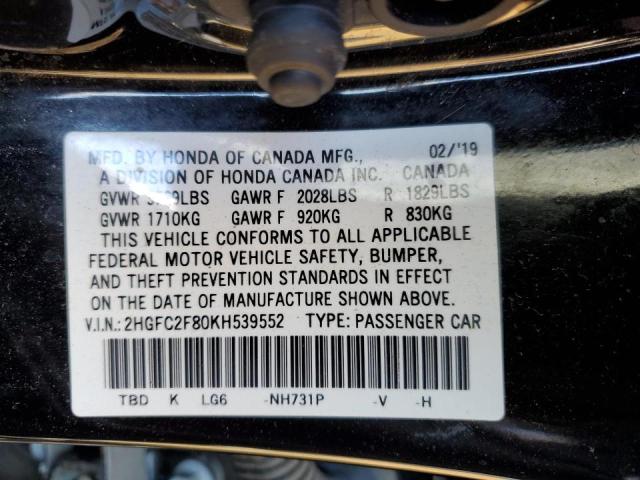 MFD. BY HONDA OF CANADA MFG., 02/'19
A DIVISION OF HONDA CANADA INC. CANADA
GVWR LBS GAWR F 2028LBS R 1829LBS
GVWR 1710KG GAWR F 920KG R 830KG
THIS VEHICLE CONFORMS TO ALL APPLICABLE
FEDERAL MOTOR VEHICLE SAFETY, BUMPER,
AND THEFT PREVENTION STANDARDS IN EFFECT
ON THE DATE OF MANUFACTURE SHOWN ABOVE.
V.I.N.: 2HGFC2F80KH539552 TYPE: PASSENGER CAR
TBD K LG6 -NH731P -V -H